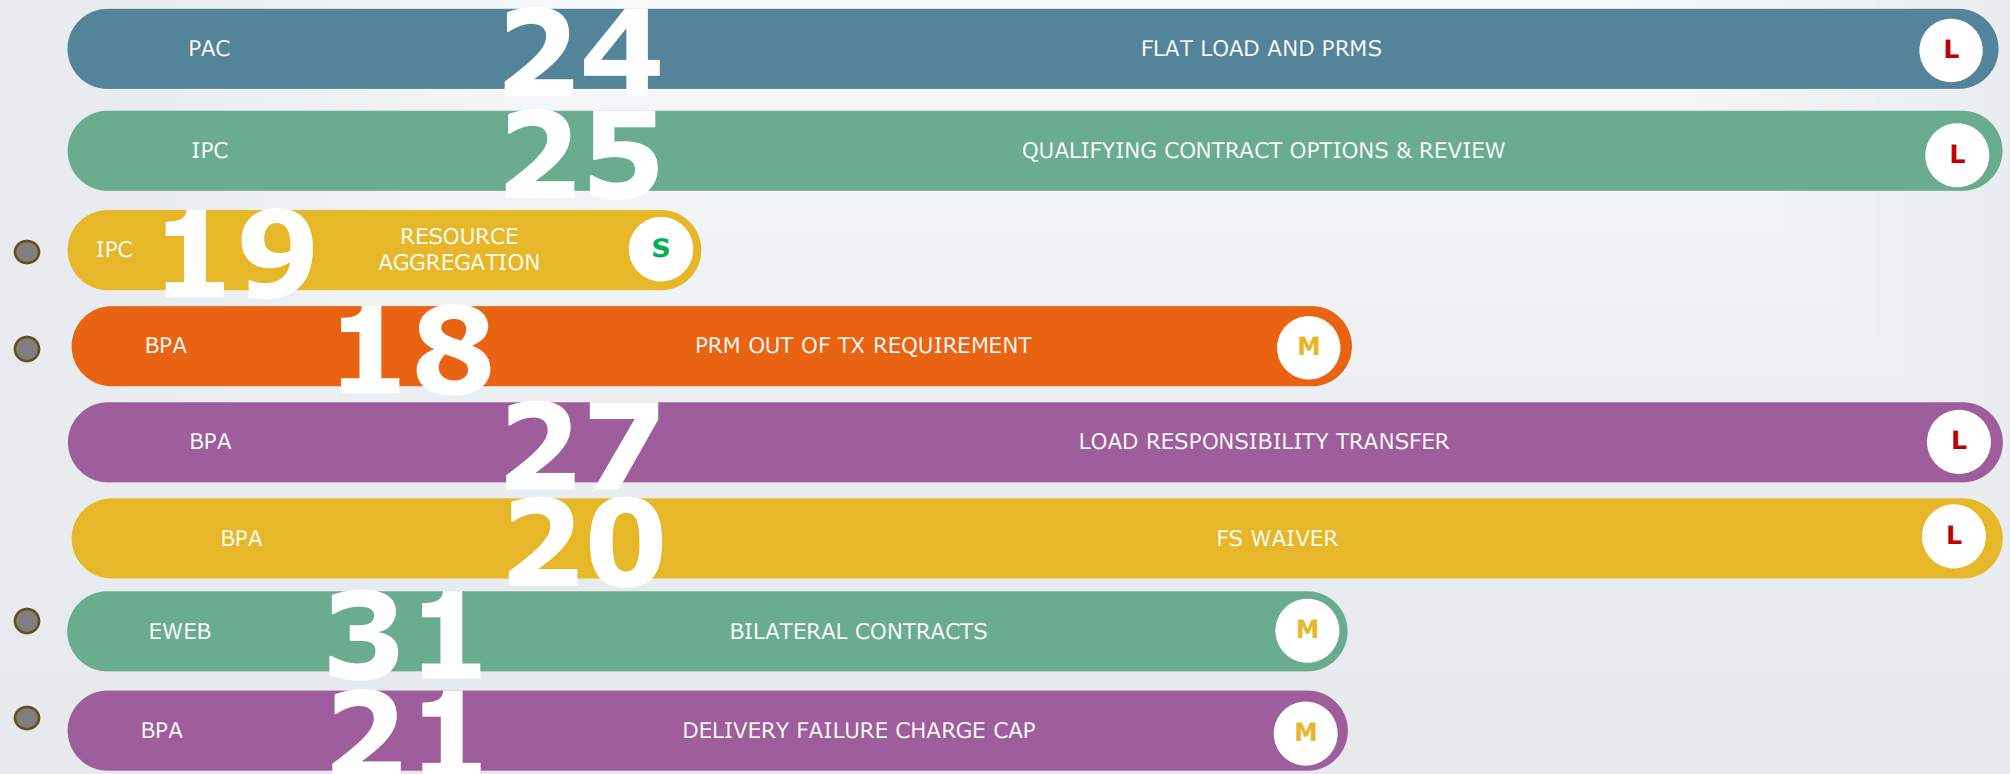 PAC 24 FLAT LOAD AND PRMS L
IPC 25 QUALIFYING CONTRACT OPTIONS & REVIEW L
IPC 19 RESOURCE
AGGREGATION S
BPA 18 PRM OUT OF TX REQUIREMENT M
BPA 27 LOAD RESPONSIBILITY TRANSFER L
BPA 20 FS WAIVER L
EWEB 31 BILATERAL CONTRACTS M
BPA 21 DELIVERY FAILURE CHARGE CAP M